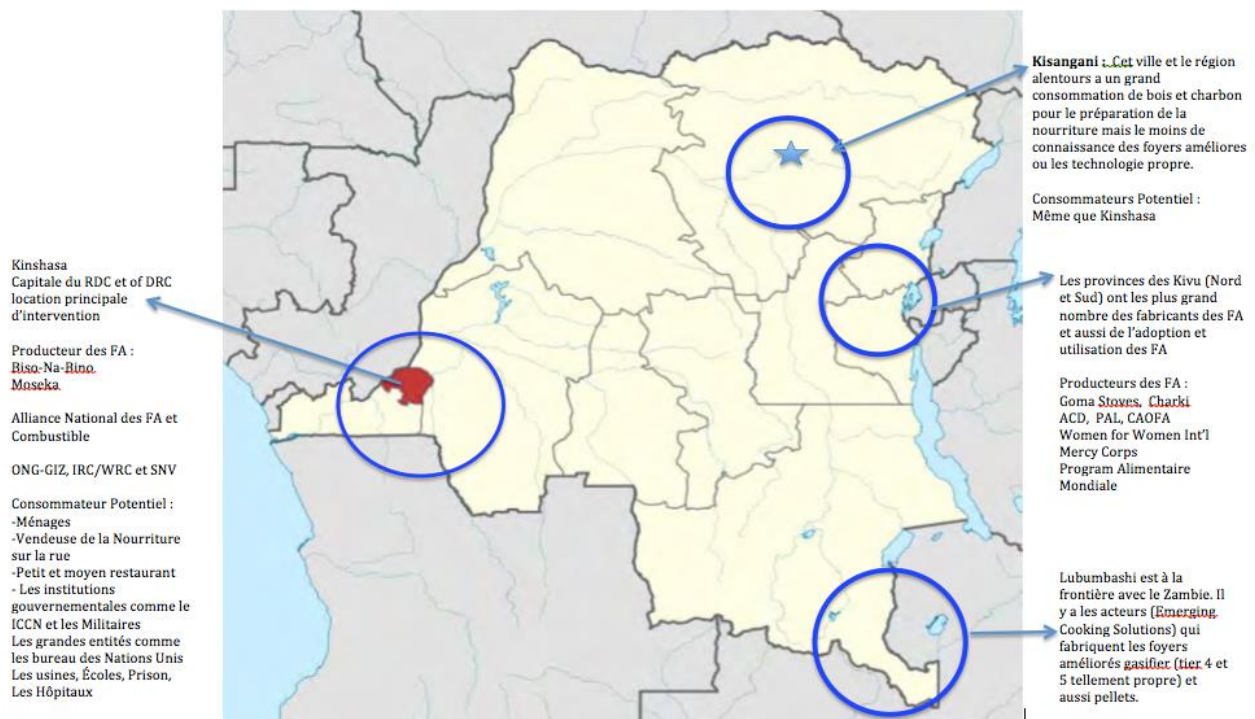 Kinshasa
Capitale du RDC et of DRC
location principale
d'intervention
Producteur des FA :
Biso-Na-Bino
Moseka
Alliance National des FA et
Combustible
ONG-GIZ, IRC/WRC et SNV
Consommateur Potentiel :
-Ménages
-Vendeuse de la Nourriture
sur la rue
-Petit et moyen restaurant
- Les institutions
gouvernementales comme le
ICCN et les Militaires
Les grandes entités comme
les bureau des Nations Unis
Les usines, Écoles, Prison,
Les Hôpitaux
Kisangani : Cet ville et le région
alentours a un grand
consommation de bois et charbon
pour le préparation de la
nourriture mais le moins de
connaissance des foyers améliores
ou les technologie propre.
Consommateurs Potentiel :
Même que Kinshasa
Les provinces des Kivu (Nord
et Sud) ont les plus grand
nombre des fabricants des FA
et aussi de l'adoption et
utilisation des FA
Producteurs des FA :
Goma Stoves, Charki
ACD, PAL, CAOFA
Women for Women Int'l
Mercy Corps
Program Alimentaire
Mondiale
Lubumbashi est à la
frontière avec le Zambie. Il
y a les acteurs (Emerging
Cooking Solutions) qui
fabriquent les foyers
améliorés gasifier (tier 4 et
5 tellement propre) et
aussi pellets.